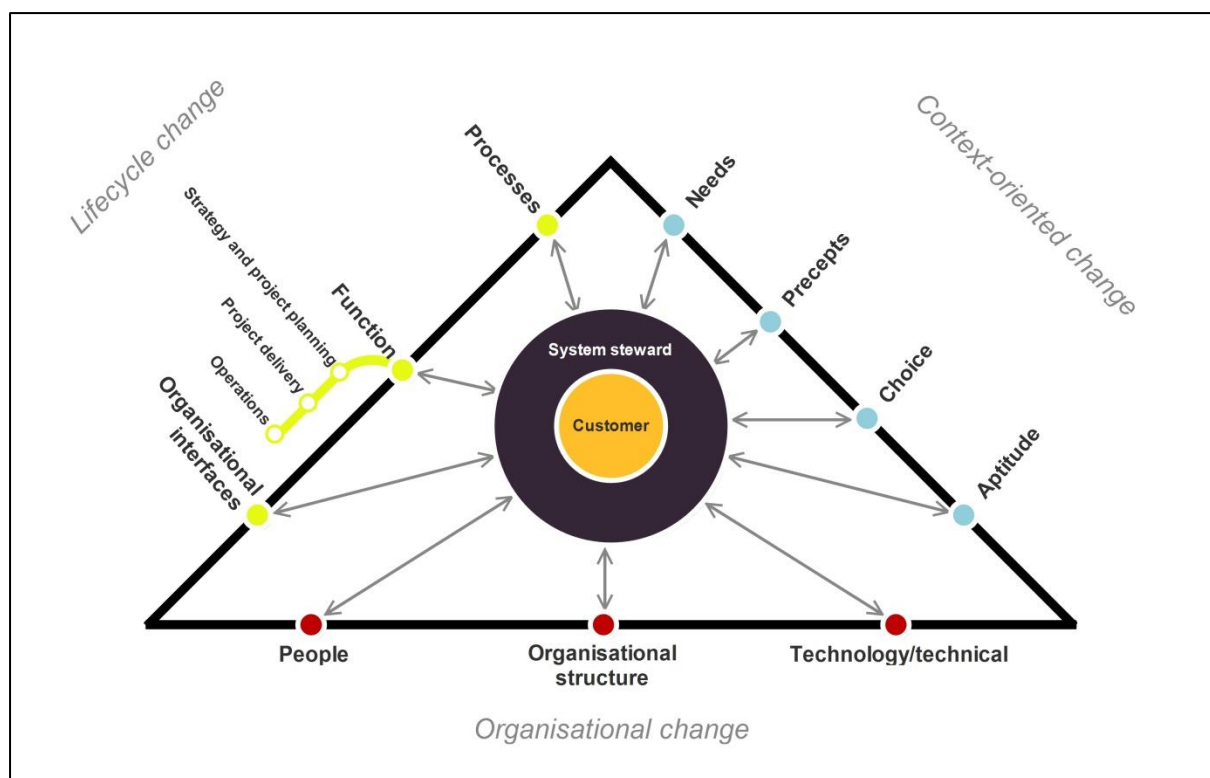 Lifecycle change
Context-oriented change
Processes
Needs
Strategy and project planning
Precepts
Function
Project delivery
System steward
Operations
Choice
Customer
Organisational
interfaces
Aptitude
People
Organisational
structure
Technology/technical
Organisational change